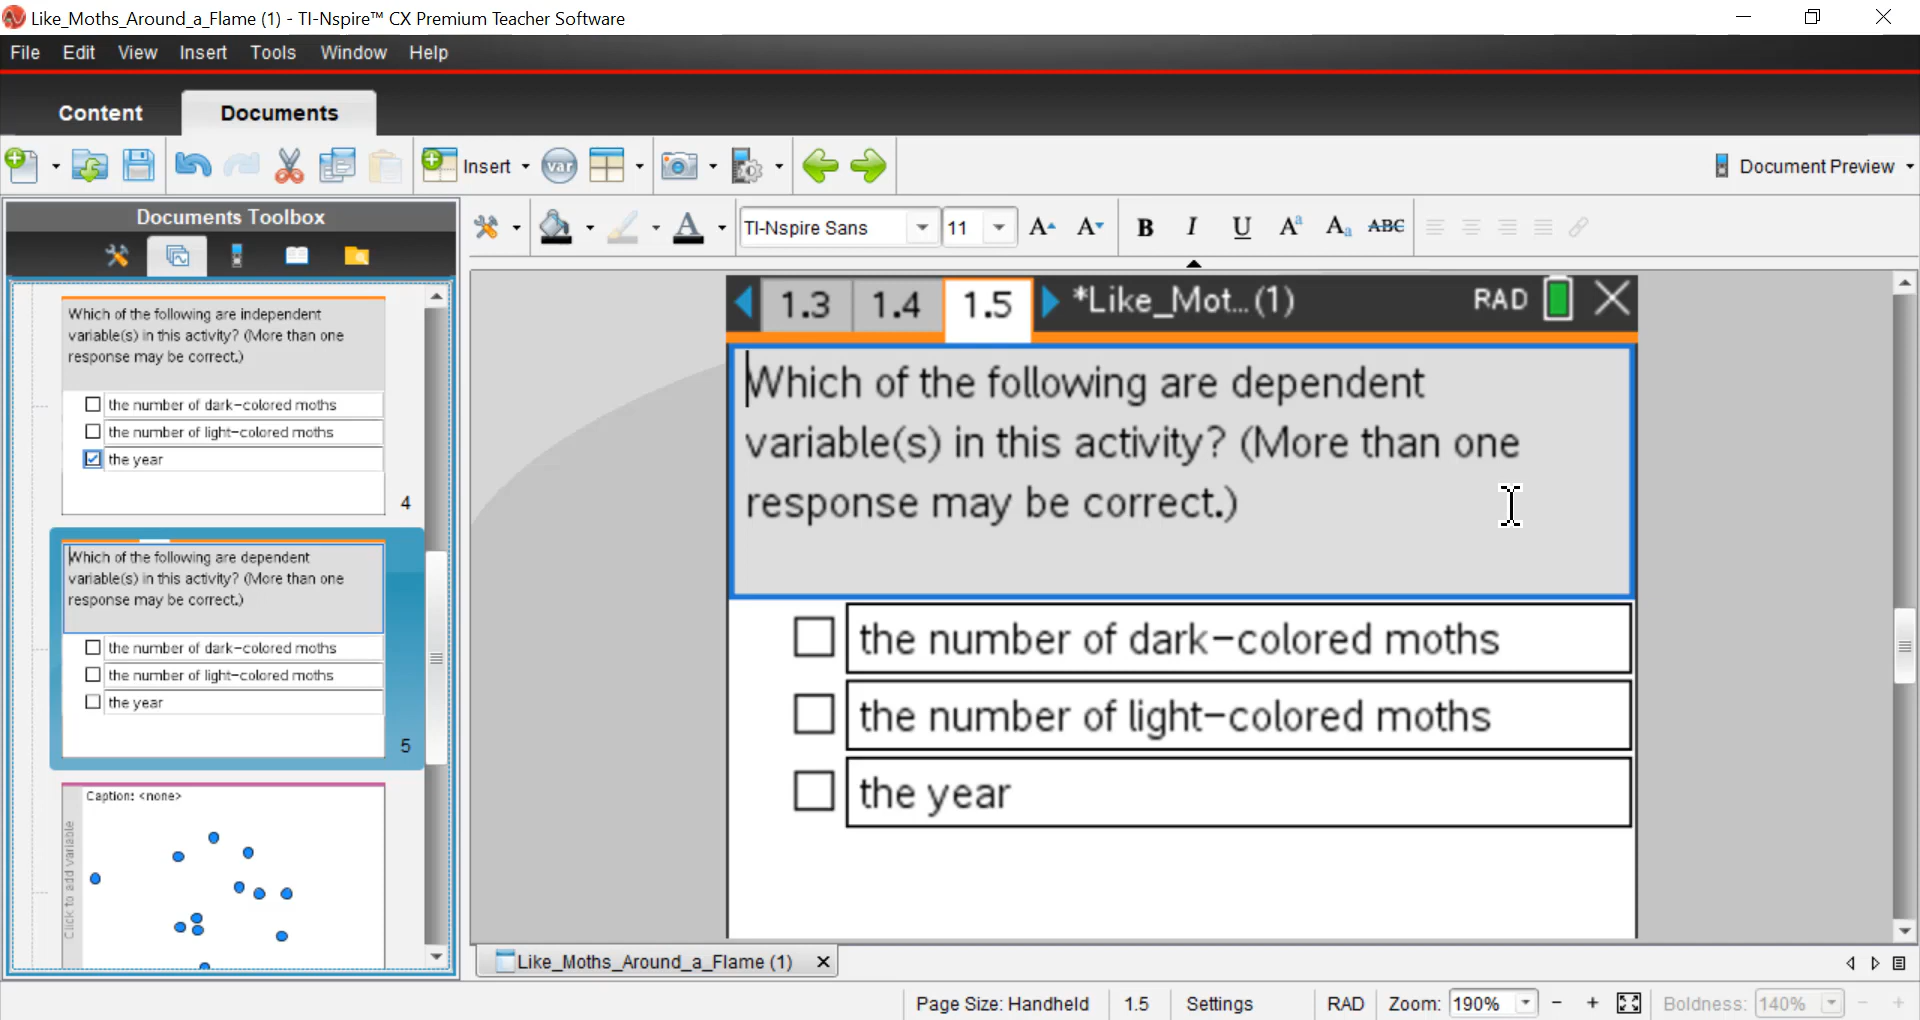 Like_Moths_Around_a_Flame (1) - TI-Nspire™ CX Premium Teacher Software
File Edit View Insert Tools Window Help
Content Documents
Insert var Document Preview
Documents Toolbox
TI-Nspire Sans 11 A A B I U Aa Aa ABC
Which of the following are independent
variable(s) in this activity? (More than one
response may be correct.)
the number of dark-colored moths
the number of light-colored moths
the year
4
Which of the following are dependent
variable(s) in this activity? (More than one
response may be correct.)
the number of dark-colored moths
the number of light-colored moths
the year
5
Caption: <none>
Click to add variable
1.3 1.4 1.5 *Like_Mot...(1) RAD
Which of the following are dependent
variable(s) in this activity? (More than one
response may be correct.)
the number of dark-colored moths
the number of light-colored moths
the year
Like_Moths_Around_a_Flame (1)
Page Size: Handheld 1.5 Settings RAD Zoom: 190% - + Boldness: 140% - +